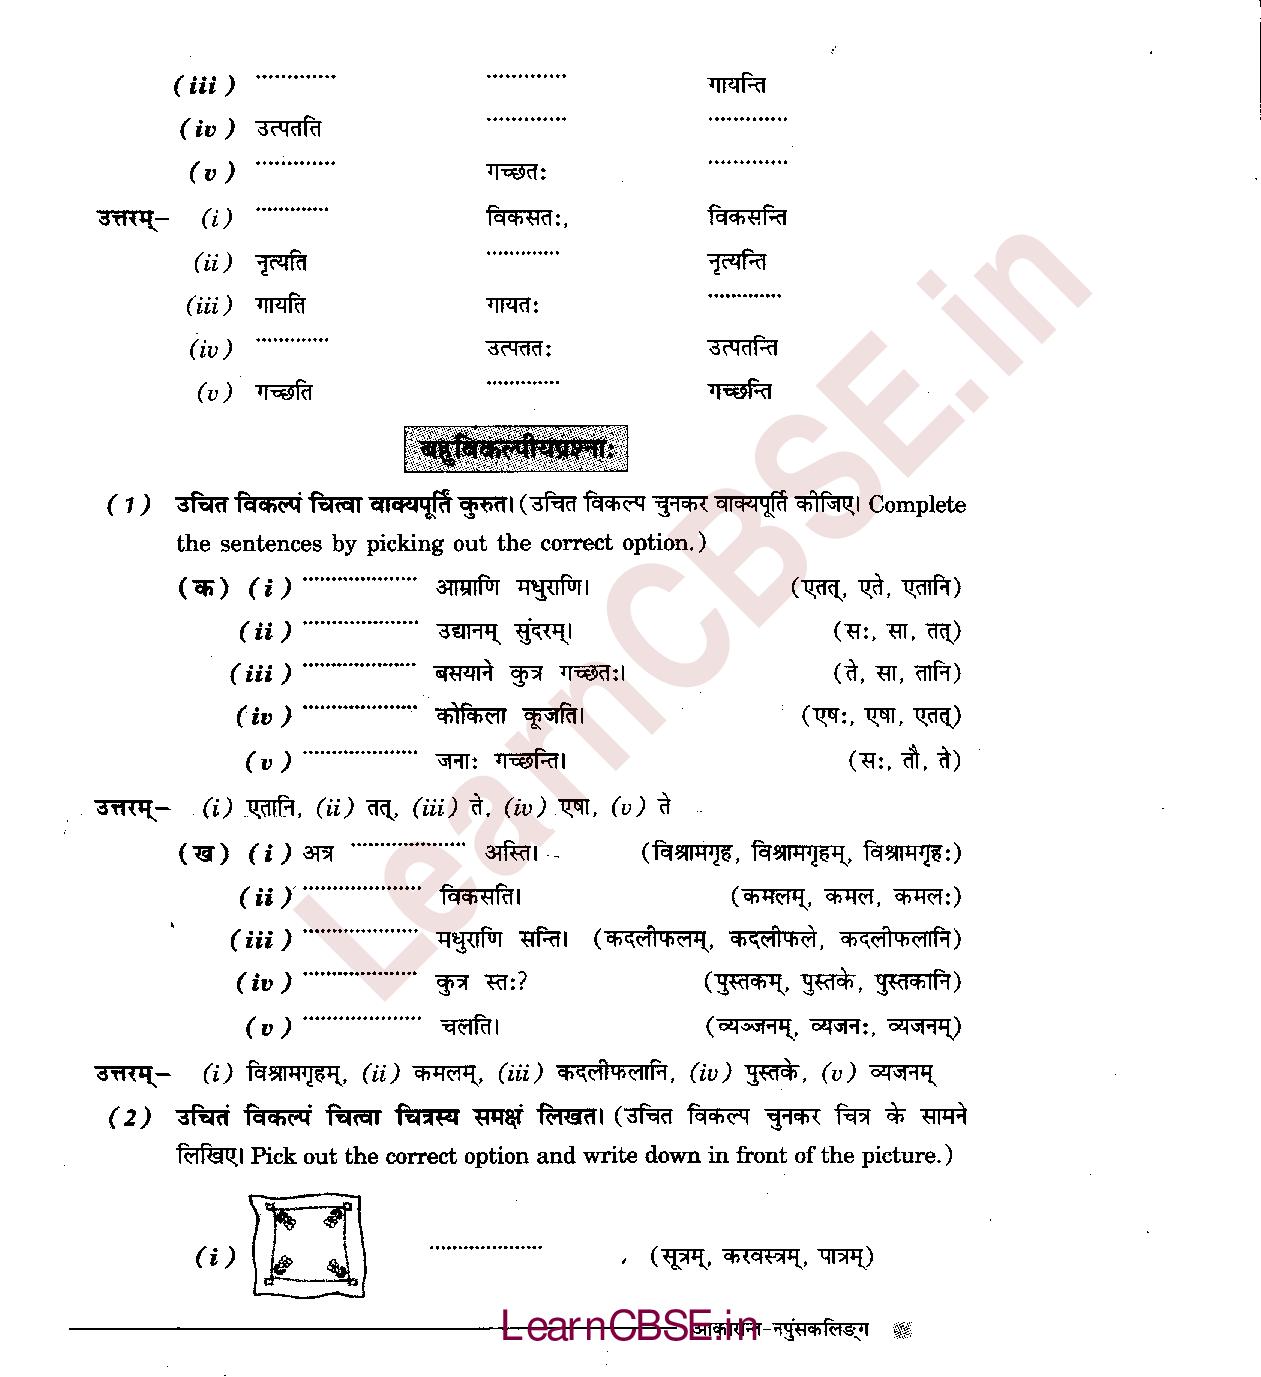 (iii) ............. ............. गायन्ति
(iv) उत्पतति ............. .............
(v) ............. गच्छतः .............
उत्तरम्– (i) ............. विकसतः, विकसन्ति
(ii) नृत्यति ............. नृत्यन्ति
(iii) गायति गायतः .............
(iv) ............. उत्पततः उत्पतन्ति
(v) गच्छति ............. गच्छन्ति
बहुविकल्पीयप्रश्नाः
(1) उचित विकल्पं चित्वा वाक्यपूर्तिं कुरुत। (उचित विकल्प चुनकर वाक्यपूर्ति कीजिए। Complete
the sentences by picking out the correct option.)
(क) (i) ................... आम्राणि मधुराणि। (एतत्, एते, एतानि)
(ii) ................... उद्यानम् सुंदरम्। (सः, सा, तत्)
(iii) ................... बसयाने कुत्र गच्छतः। (ते, सा, तानि)
(iv) ................... कोकिला कूजति। (एषः, एषा, एतत्)
(v) ................... जनाः गच्छन्ति। (सः, तौ, ते)
उत्तरम्– (i) एतानि, (ii) तत्, (iii) ते, (iv) एषा, (v) ते
(ख) (i) अत्र ................... अस्ति। (विश्रामगृह, विश्रामगृहम्, विश्रामगृहः)
(ii) ................... विकसति। (कमलम्, कमल, कमलः)
(iii) ................... मधुराणि सन्ति। (कदलीफलम्, कदलीफले, कदलीफलानि)
(iv) ................... कुत्र स्तः? (पुस्तकम्, पुस्तके, पुस्तकानि)
(v) ................... चलति। (व्यञ्जनम्, व्यजनः, व्यजनम्)
उत्तरम्– (i) विश्रामगृहम्, (ii) कमलम्, (iii) कदलीफलानि, (iv) पुस्तके, (v) व्यजनम्
(2) उचितं विकल्पं चित्वा चित्रस्य समक्षं लिखत। (उचित विकल्प चुनकर चित्र के सामने
लिखिए। Pick out the correct option and write down in front of the picture.)
(i) ................... (सूत्रम्, करवस्त्रम्, पात्रम्)
LearnCBSE.in
नपुंसकलिङ्ग
LearnCBSE.in